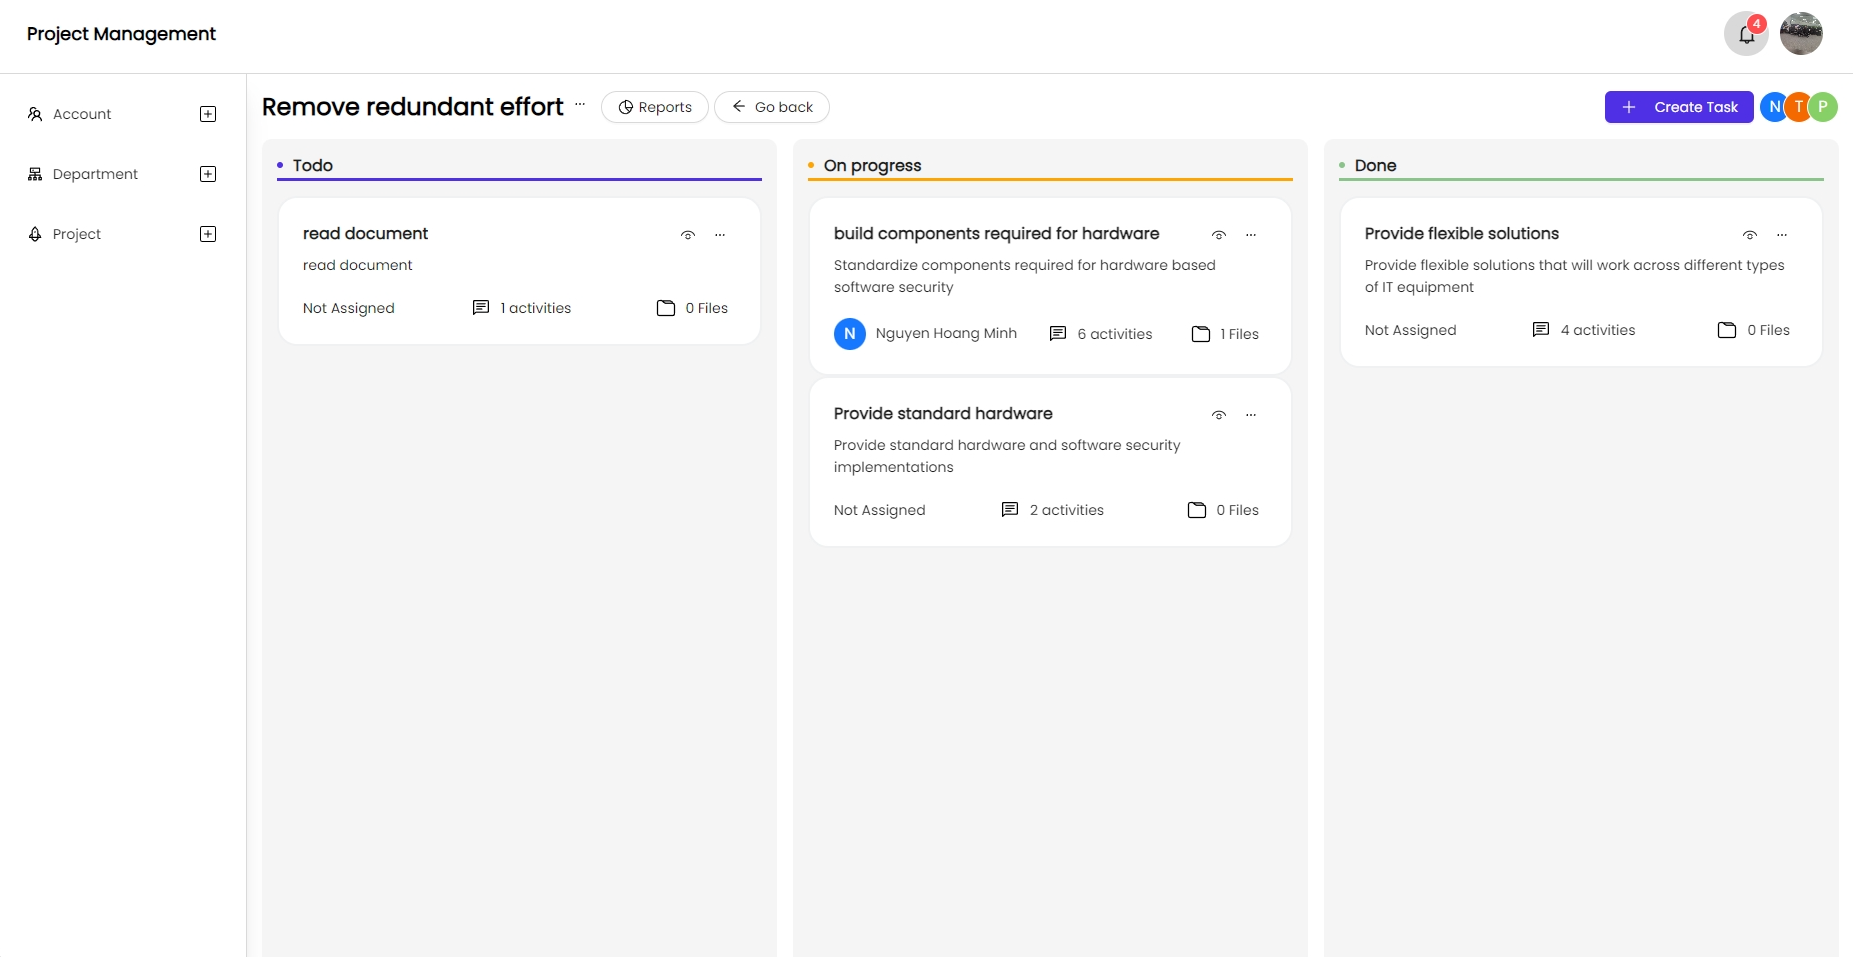 Project Management
4
Account
Department
Project
Remove redundant effort ...
Reports
Go back
+ Create Task
N T P
Todo
read document
...
read document
Not Assigned
1 activities
0 Files
On progress
build components required for hardware
...
Standardize components required for hardware based
software security
N
Nguyen Hoang Minh
6 activities
1 Files
Provide standard hardware
...
Provide standard hardware and software security
implementations
Not Assigned
2 activities
0 Files
Done
Provide flexible solutions
...
Provide flexible solutions that will work across different types
of IT equipment
Not Assigned
4 activities
0 Files